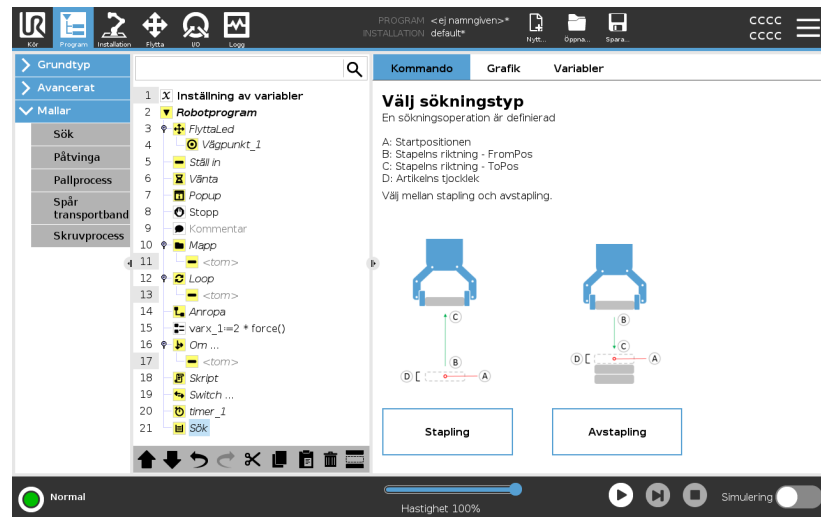 UR
PROGRAM <ej namngiven>*
INSTALLATION default*
Kör
Program
Installation
Flytta
I/O
Logg
Nytt...
Öppna...
Spara...
CCCC
CCCC
Grundtyp
Avancerat
Mallar
Sök
Påtvinga
Pallprocess
Spår
transportband
Skruvprocess
1 X Inställning av variabler
2 Robotprogram
3 FlyttaLed
4 Vågpunkt_1
5 Ställ in
6 Vänta
7 Popup
8 Stopp
9 Kommentar
10 Mapp
11 <tom>
12 Loop
13 <tom>
14 Anropa
15 varx_1≔2 * force()
16 Om ...
17 <tom>
18 Skript
19 Switch ...
20 timer_1
21 Sök
Kommando Grafik Variabler
Välj sökningstyp
En sökningsoperation är definierad
A: Startpositionen
B: Stapelns riktning - FromPos
C: Stapelns riktning - ToPos
D: Artikelns tjocklek
Välj mellan stapling och avstapling.
C
B
D
A
B
C
D
A
Stapling
Avstapling
Normal
Hastighet 100%
Simulering